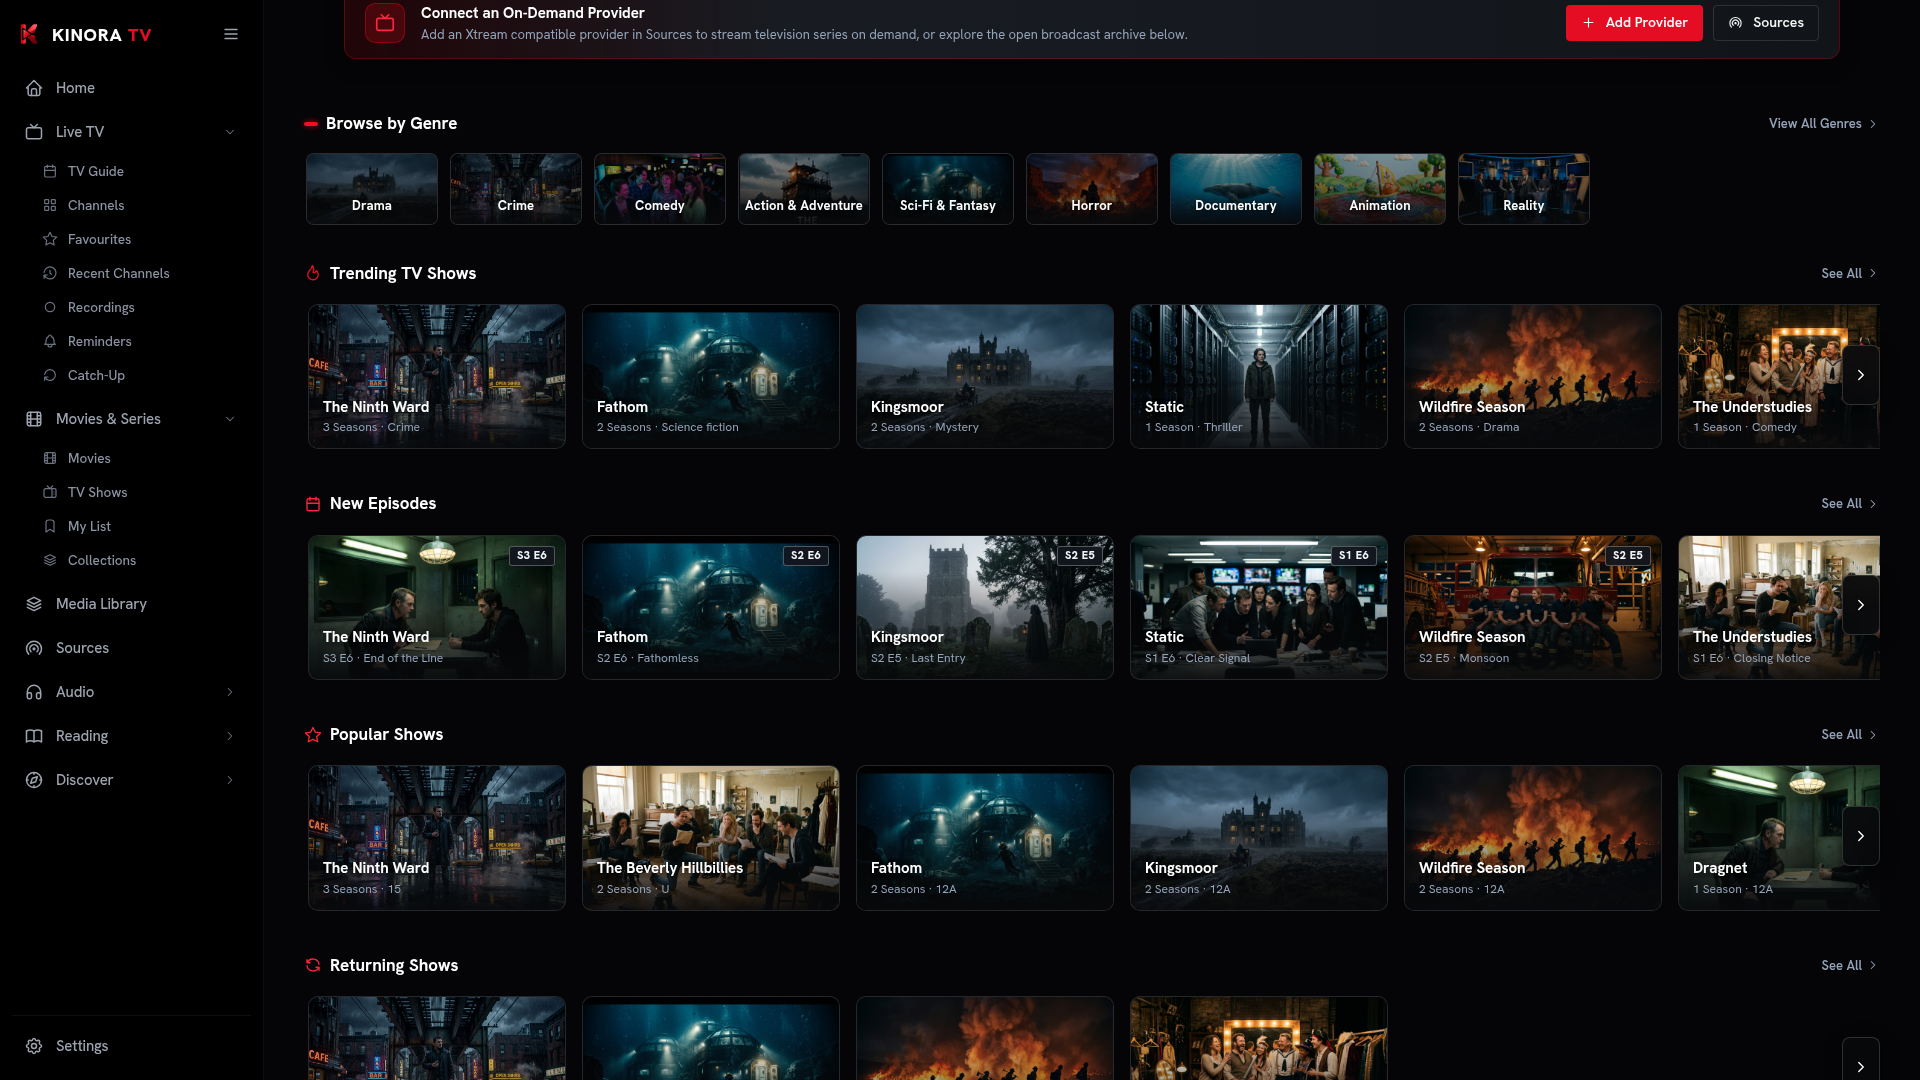 KINORA TV
Home
Live TV
TV Guide
Channels
Favourites
Recent Channels
Recordings
Reminders
Catch-Up
Movies & Series
Movies
TV Shows
My List
Collections
Media Library
Sources
Audio
Reading
Discover
Settings
Connect an On-Demand Provider
Add an Xtream compatible provider in Sources to stream television series on demand, or explore the open broadcast archive below.
Add Provider
Sources
Browse by Genre
View All Genres
Drama
Crime
Comedy
Action & Adventure
Sci-Fi & Fantasy
Horror
Documentary
Animation
Reality
Trending TV Shows
See All
CAFE
BAR
OPEN 24 HRS
The Ninth Ward
3 Seasons · Crime
Fathom
2 Seasons · Science fiction
Kingsmoor
2 Seasons · Mystery
Static
1 Season · Thriller
Wildfire Season
2 Seasons · Drama
The Understudies
1 Season · Comedy
New Episodes
See All
S3 E6
The Ninth Ward
S3 E6 · End of the Line
S2 E6
Fathom
S2 E6 · Fathomless
S2 E5
Kingsmoor
S2 E5 · Last Entry
S1 E6
Static
S1 E6 · Clear Signal
S2 E5
Wildfire Season
S2 E5 · Monsoon
The Understudies
S1 E6 · Closing Notice
Popular Shows
See All
CAFE
BAR
The Ninth Ward
3 Seasons · 15
The Beverly Hillbillies
2 Seasons · U
Fathom
2 Seasons · 12A
Kingsmoor
2 Seasons · 12A
Wildfire Season
2 Seasons · 12A
Dragnet
1 Season · 12A
Returning Shows
See All
CAFE
BAR